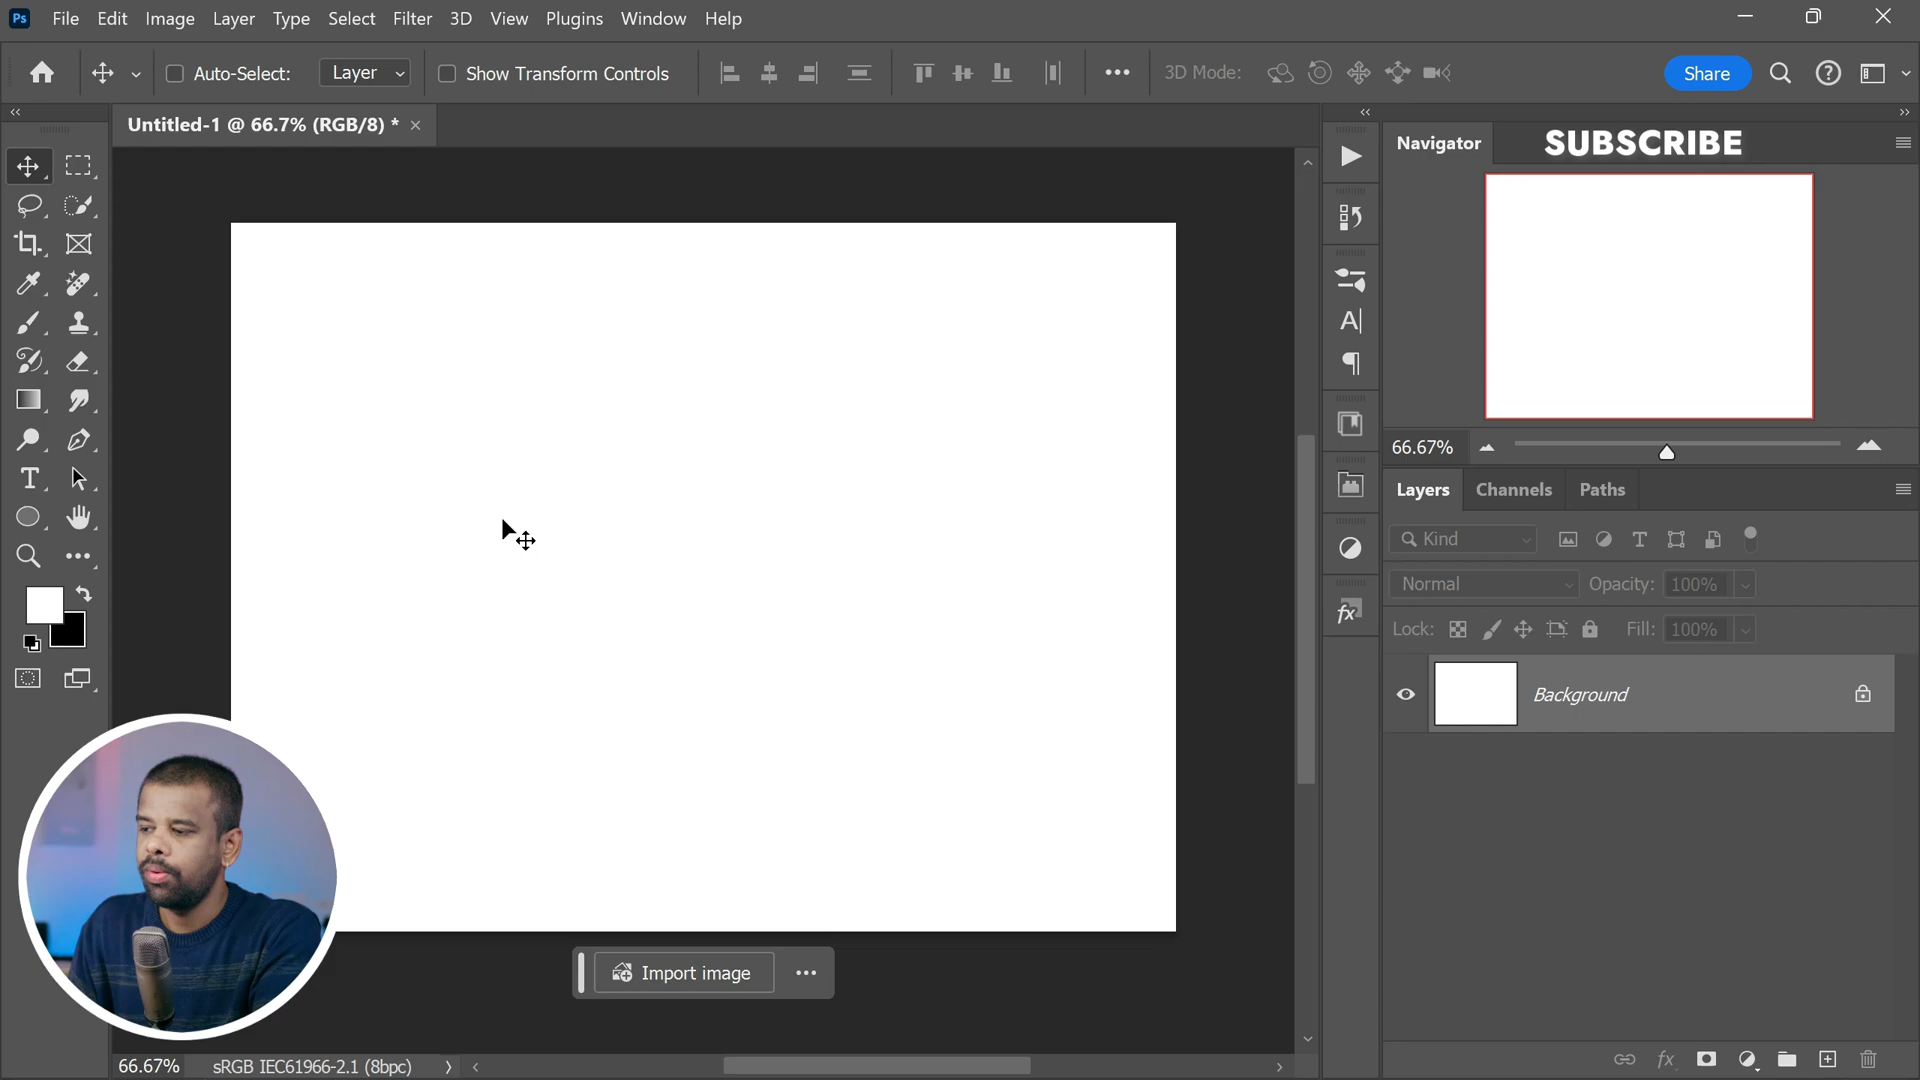 Ps File Edit Image Layer Type Select Filter 3D View Plugins Window Help
Auto-Select: Layer Show Transform Controls 3D Mode: Share
Untitled-1 @ 66.7% (RGB/8) *
Navigator SUBSCRIBE
66.67%
Layers Channels Paths
Kind
Normal Opacity: 100%
Lock: Fill: 100%
Background
Import image
66.67% sRGB IEC61966-2.1 (8bpc)